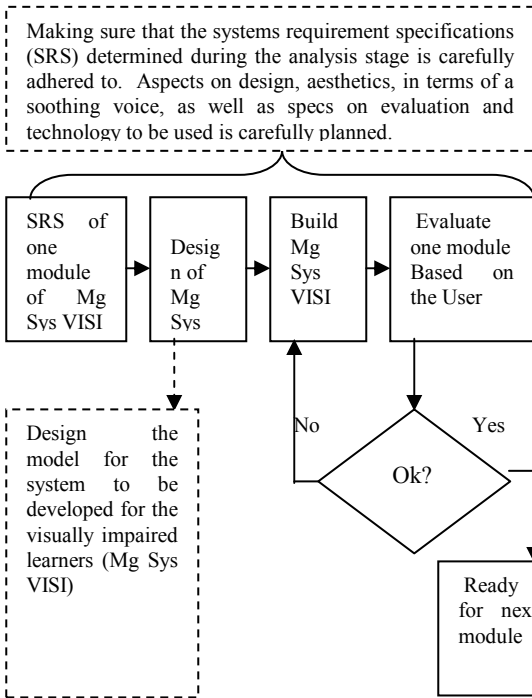 Making sure that the systems requirement specifications
(SRS) determined during the analysis stage is carefully
adhered to. Aspects on design, aesthetics, in terms of a
soothing voice, as well as specs on evaluation and
technology to be used is carefully planned.
SRS of
one
module
of Mg
Sys VISI
Desig
n of
Mg
Sys
Build
Mg
Sys
VISI
Evaluate
one module
Based on
the User
No
Yes
Ok?
Design the
model for the
system to be
developed for the
visually impaired
learners (Mg Sys
VISI)
Ready
for nex
module